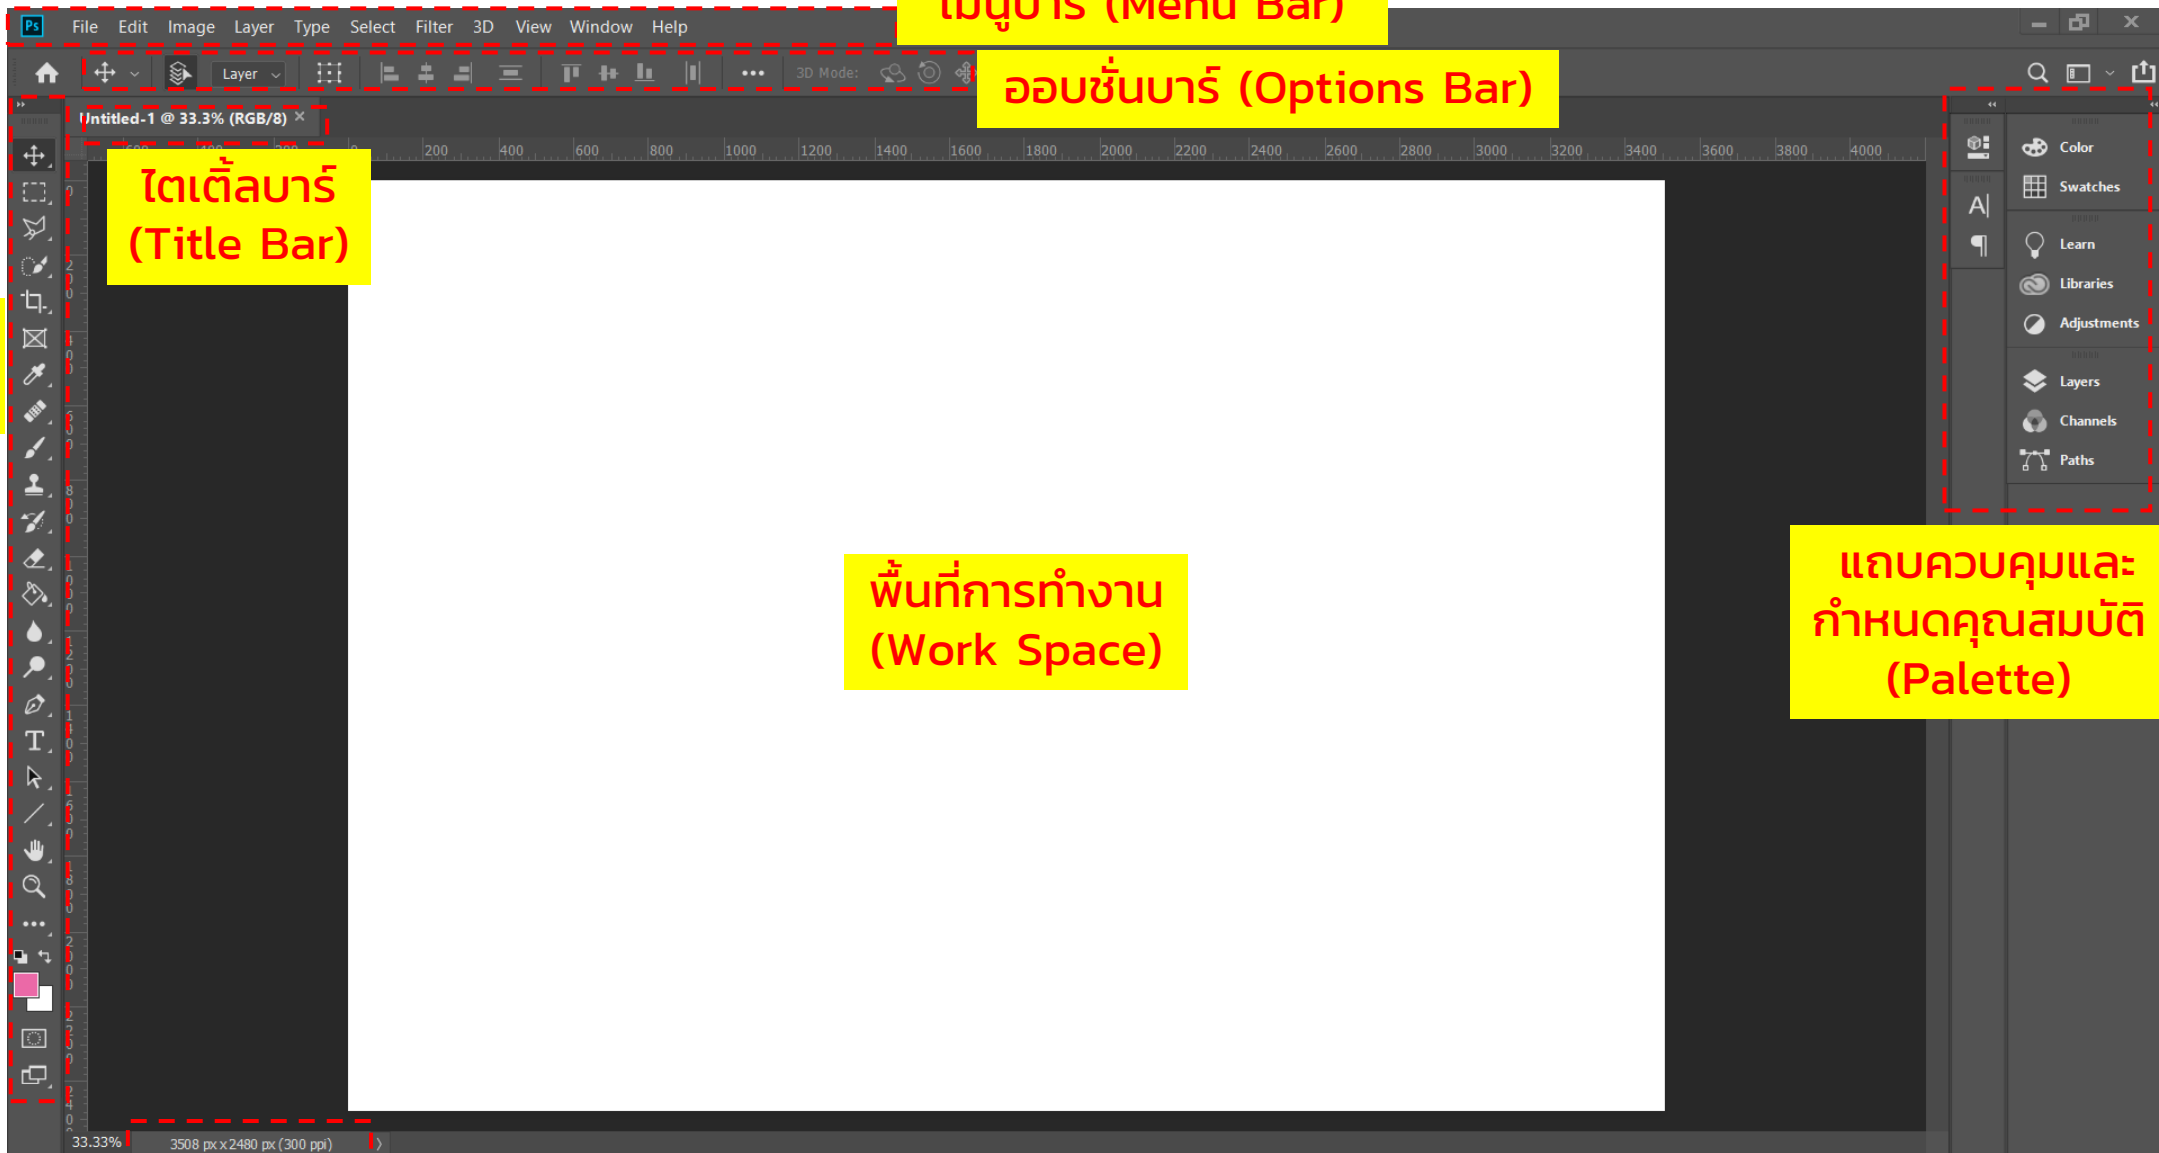 เมนูบาร์ (Menu Bar)
Ps File Edit Image Layer Type Select Filter 3D View Window Help
ออบชั่นบาร์ (Options Bar)
Layer 3D Mode:
Untitled-1 @ 33.3% (RGB/8) ×
600 400 200 0 200 400 600 800 1000 1200 1400 1600 1800 2000 2200 2400 2600 2800 3000 3200 3400 3600 3800 4000
ไตเติ้ลบาร์
(Title Bar)
Color
Swatches
Learn
Libraries
Adjustments
Layers
Channels
Paths
พื้นที่การทำงาน
(Work Space)
แถบควบคุมและ
กำหนดคุณสมบัติ
(Palette)
33.33% 3508 px x 2480 px (300 ppi)